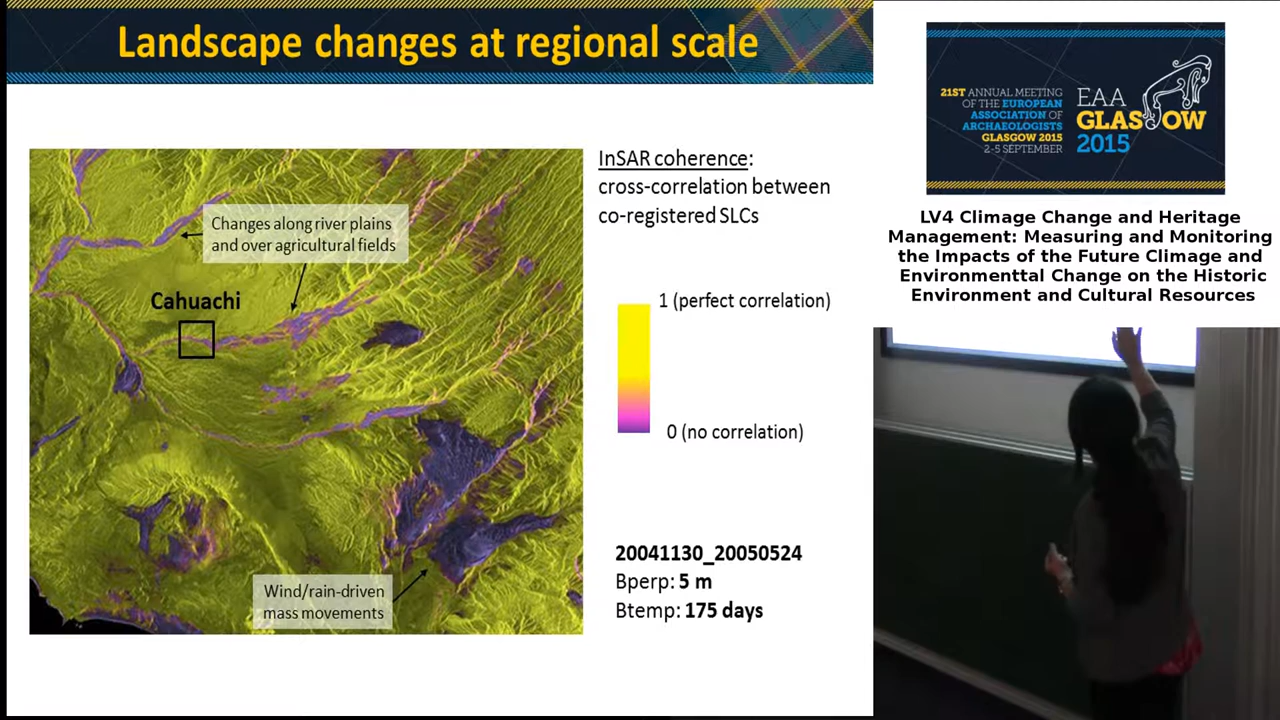 Landscape changes at regional scale
Changes along river plains
and over agricultural fields
Cahuachi
Wind/rain-driven
mass movements
InSAR coherence:
cross-correlation between
co-registered SLCs
1 (perfect correlation)
0 (no correlation)
20041130_20050524
Bperp: 5 m
Btemp: 175 days
21ST ANNUAL MEETING
OF THE EUROPEAN
ASSOCIATION OF
ARCHAEOLOGISTS
GLASGOW 2015
2-5 SEPTEMBER
EAA
GLASGOW
2015
LV4 Climage Change and Heritage
Management: Measuring and Monitoring
the Impacts of the Future Climage and
Environmenttal Change on the Historic
Environment and Cultural Resources